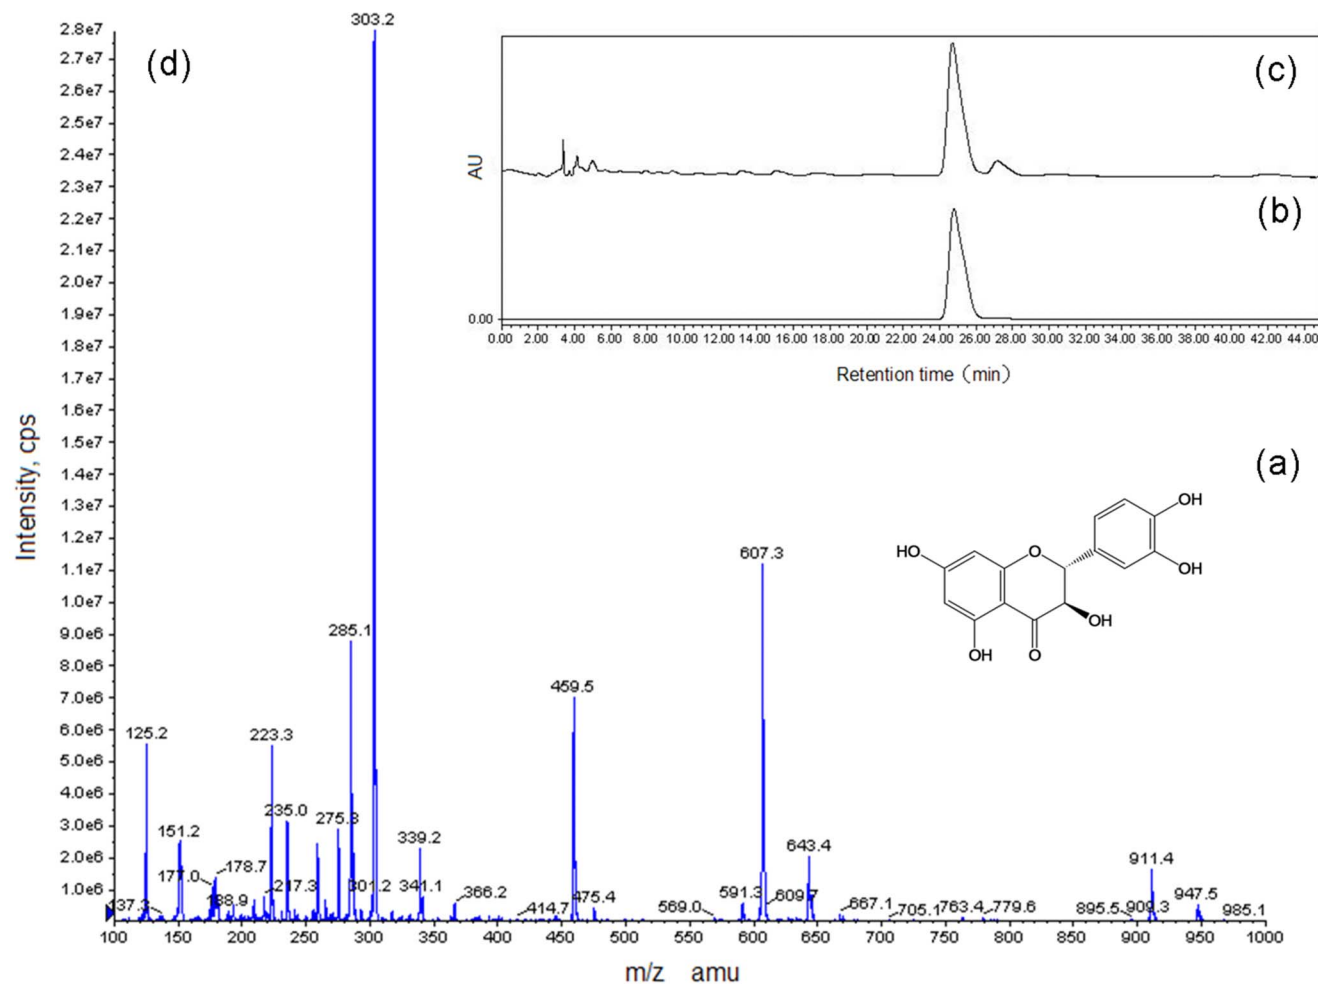 (d)
(c)
(b)
(a)
AU
0.00
0.00 2.00 4.00 6.00 8.00 10.00 12.00 14.00 16.00 18.00 20.00 22.00 24.00 26.00 28.00 30.00 32.00 34.00 36.00 38.00 40.00 42.00 44.00
Retention time (min)
Intensity, cps
2.8e7
2.7e7
2.6e7
2.5e7
2.4e7
2.3e7
2.2e7
2.1e7
2.0e7
1.9e7
1.8e7
1.7e7
1.6e7
1.5e7
1.4e7
1.3e7
1.2e7
1.1e7
1.0e7
9.0e6
8.0e6
7.0e6
6.0e6
5.0e6
4.0e6
3.0e6
2.0e6
1.0e6
303.2
607.3
285.1
459.5
125.2
223.3
235.0
275.3
151.2
339.2
643.4
177.0
178.7
217.3
301.2
341.1
366.2
911.4
137.3
188.9
414.7
475.4
569.0
591.3
609.7
667.1
705.1
763.4
779.6
895.5
909.3
947.5
985.1
HO
O
OH
OH
OH
OH
O
100 150 200 250 300 350 400 450 500 550 600 650 700 750 800 850 900 950 1000
m/z amu